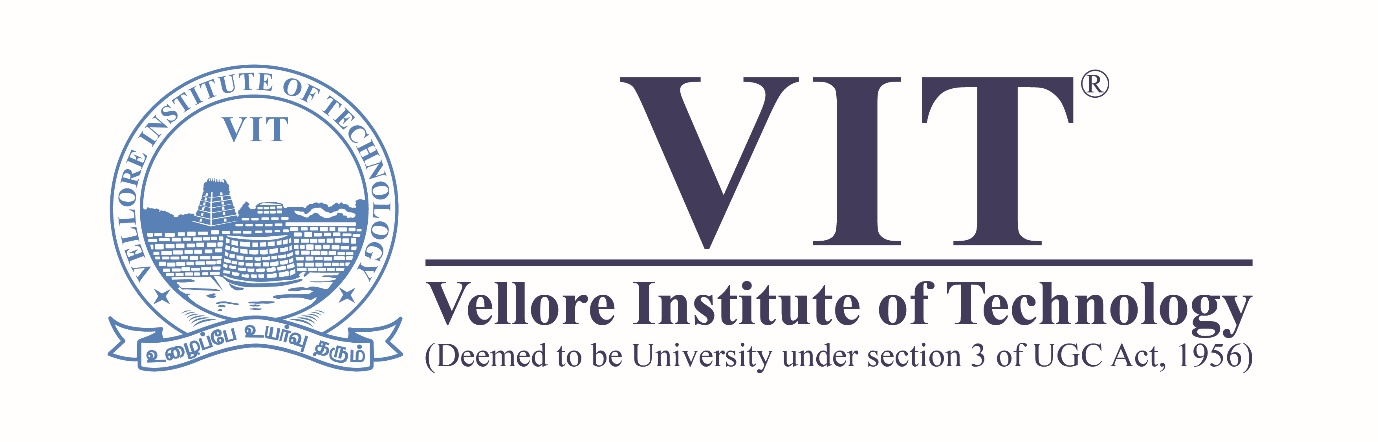 VELLORE INSTITUTE OF TECHNOLOGY
VIT
உழைப்பே உயர்வு தரும்
VIT®
Vellore Institute of Technology
(Deemed to be University under section 3 of UGC Act, 1956)